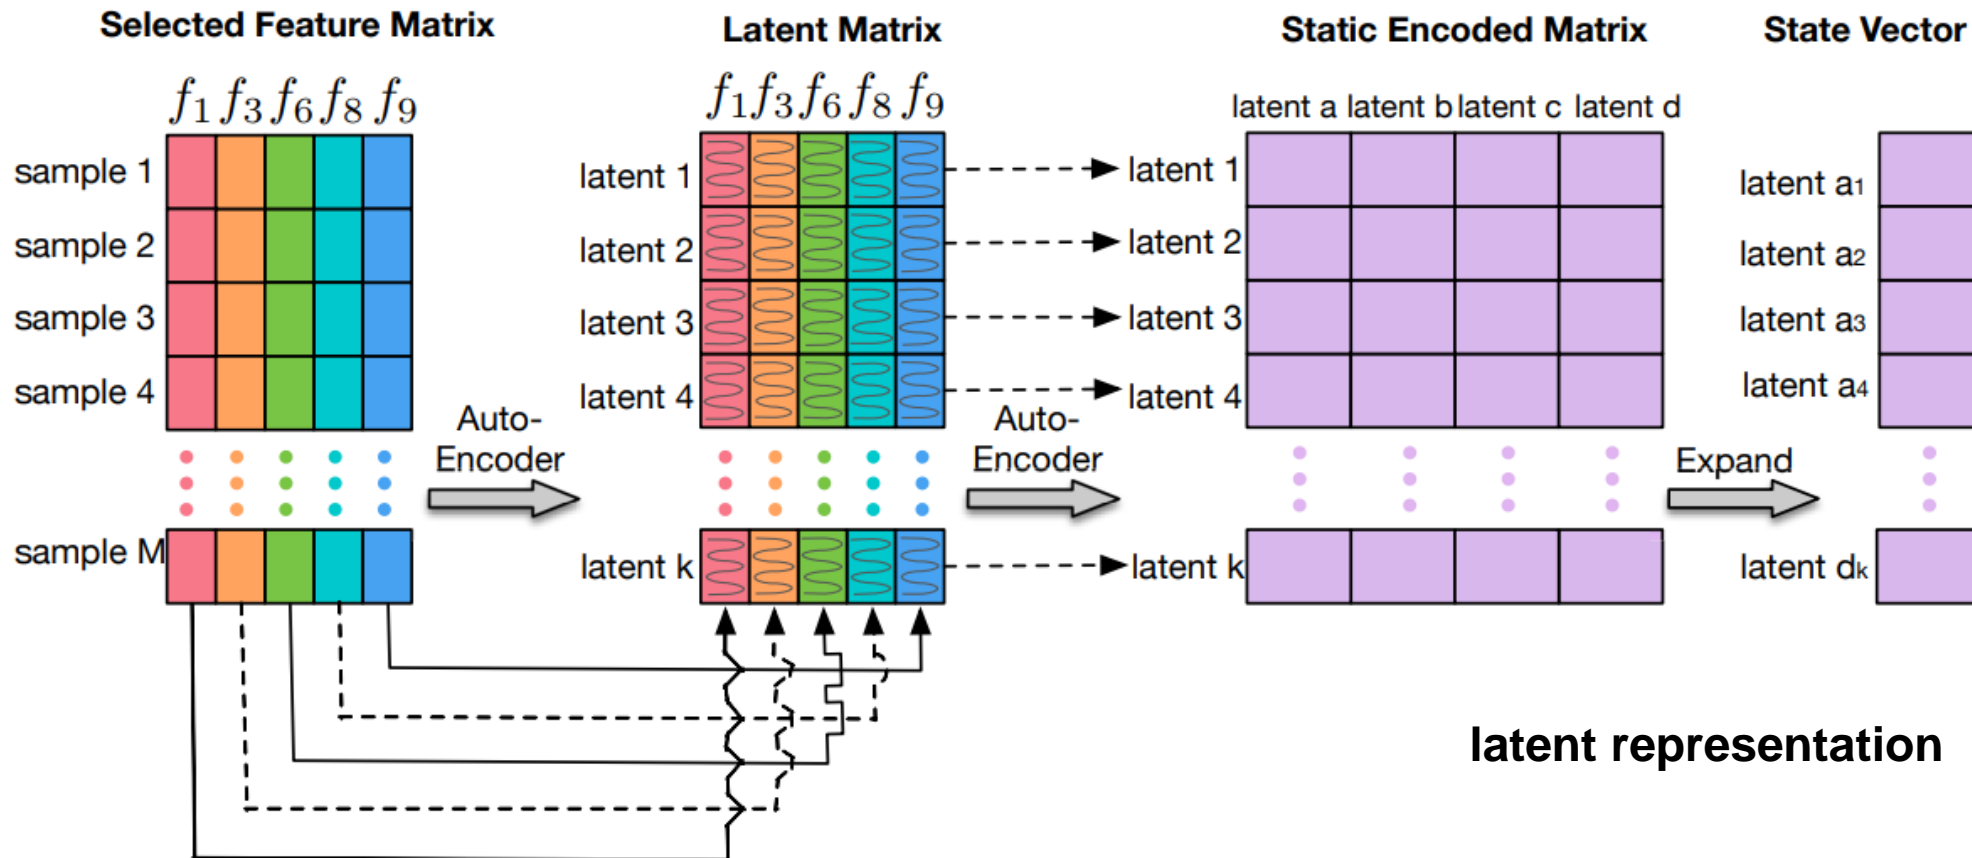 Selected Feature Matrix
Latent Matrix
Static Encoded Matrix
State Vector
f1 f3 f6 f8 f9
f1 f3 f6 f8 f9
latent a latent b latent c latent d
sample 1
sample 2
sample 3
sample 4
sample M
Auto-
Encoder
latent 1
latent 2
latent 3
latent 4
latent k
Auto-
Encoder
latent 1
latent 2
latent 3
latent 4
latent k
Expand
latent a1
latent a2
latent a3
latent a4
latent dk
latent representation